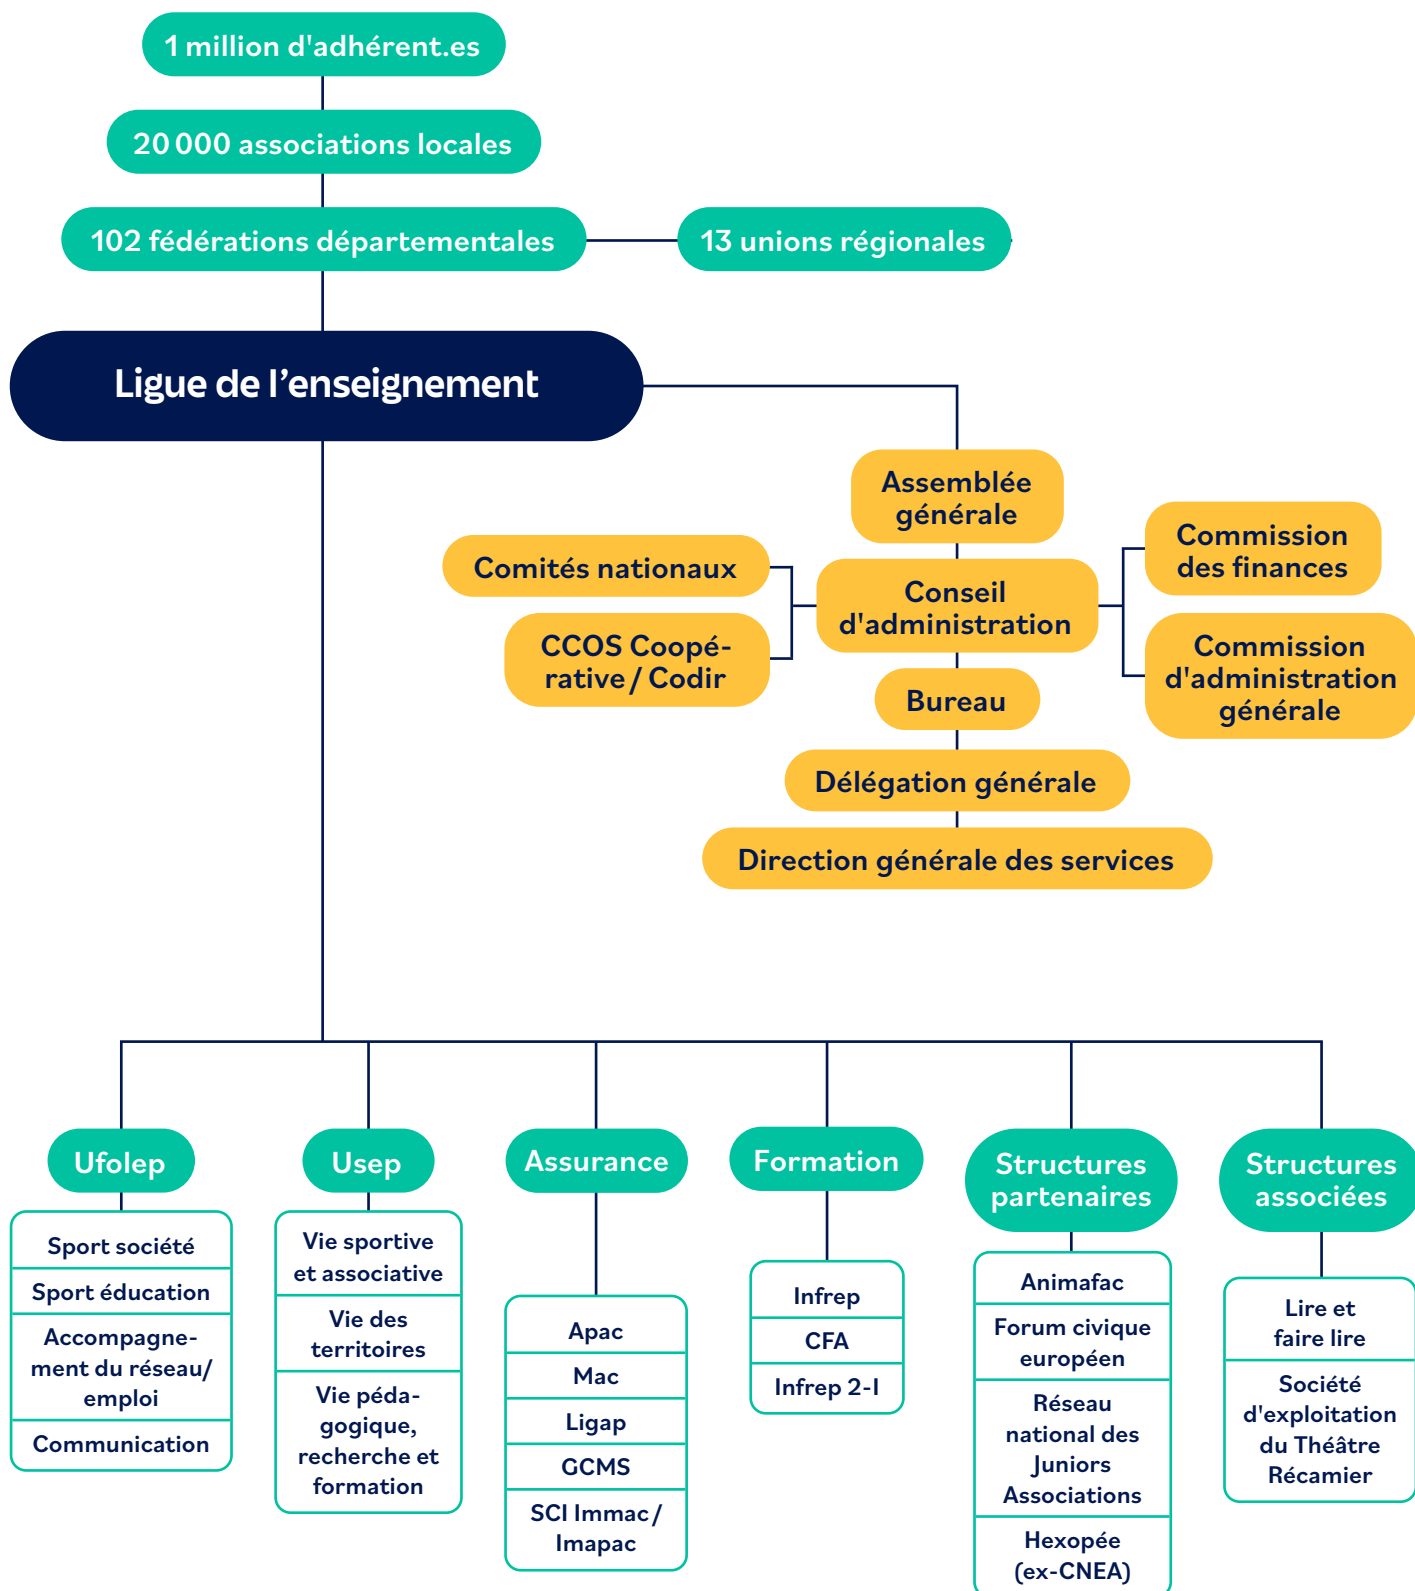 1 million d'adhérent.es
20 000 associations locales
102 fédérations départementales
13 unions régionales
Ligue de l’enseignement
Assemblée
générale
Comités nationaux
CCOS Coopé-
rative / Codir
Conseil
d'administration
Commission
des finances
Commission
d'administration
générale
Bureau
Délégation générale
Direction générale des services
Ufolep
Sport société
Sport éducation
Accompagne-
ment du réseau/
emploi
Communication
Usep
Vie sportive
et associative
Vie des
territoires
Vie péda-
gogique,
recherche et
formation
Assurance
Apac
Mac
Ligap
GCMS
SCI Immac /
Imapac
Formation
Infrep
CFA
Infrep 2-I
Structures
partenaires
Animafac
Forum civique
européen
Réseau
national des
Juniors
Associations
Hexopée
(ex-CNEA)
Structures
associées
Lire et
faire lire
Société
d'exploitation
du Théâtre
Récamier